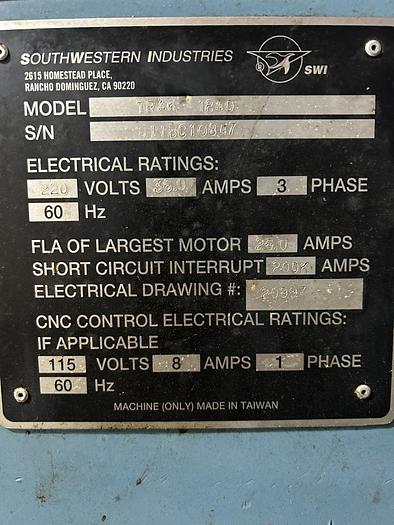 SOUTHWESTERN INDUSTRIES
SWI
2615 HOMESTEAD PLACE,
RANCHO DOMINGUEZ, CA 90220
MODEL
S/N
ELECTRICAL RATINGS:
220 VOLTS AMPS 3 PHASE
60 Hz
FLA OF LARGEST MOTOR AMPS
SHORT CIRCUIT INTERRUPT AMPS
ELECTRICAL DRAWING #:
CNC CONTROL ELECTRICAL RATINGS:
IF APPLICABLE
115 VOLTS 8 AMPS 1 PHASE
60 Hz
MACHINE (ONLY) MADE IN TAIWAN